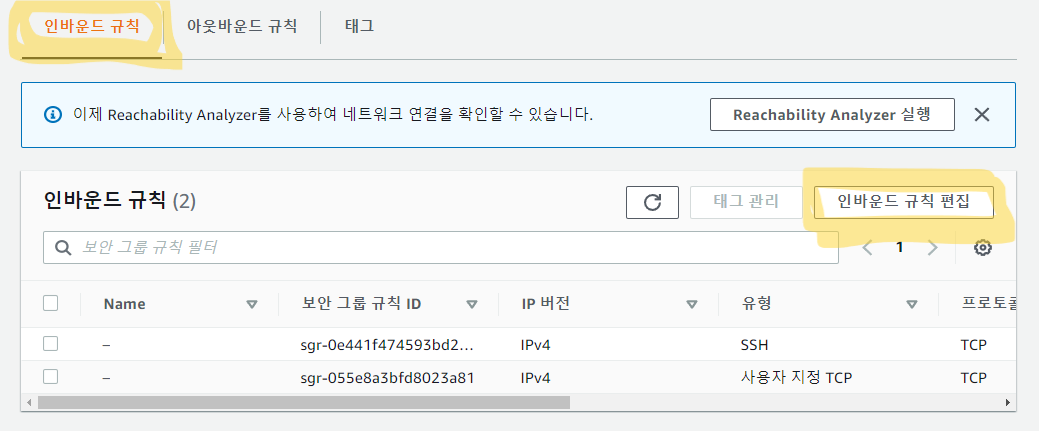 인바운드 규칙 아웃바운드 규칙 태그
이제 Reachability Analyzer를 사용하여 네트워크 연결을 확인할 수 있습니다. Reachability Analyzer 실행
인바운드 규칙 (2) 태그 관리 인바운드 규칙 편집
보안 그룹 규칙 필터 1
Name 보안 그룹 규칙 ID IP 버전 유형 프로토콜
– sgr-0e441f474593bd2... IPv4 SSH TCP
– sgr-055e8a3bfd8023a81 IPv4 사용자 지정 TCP TCP